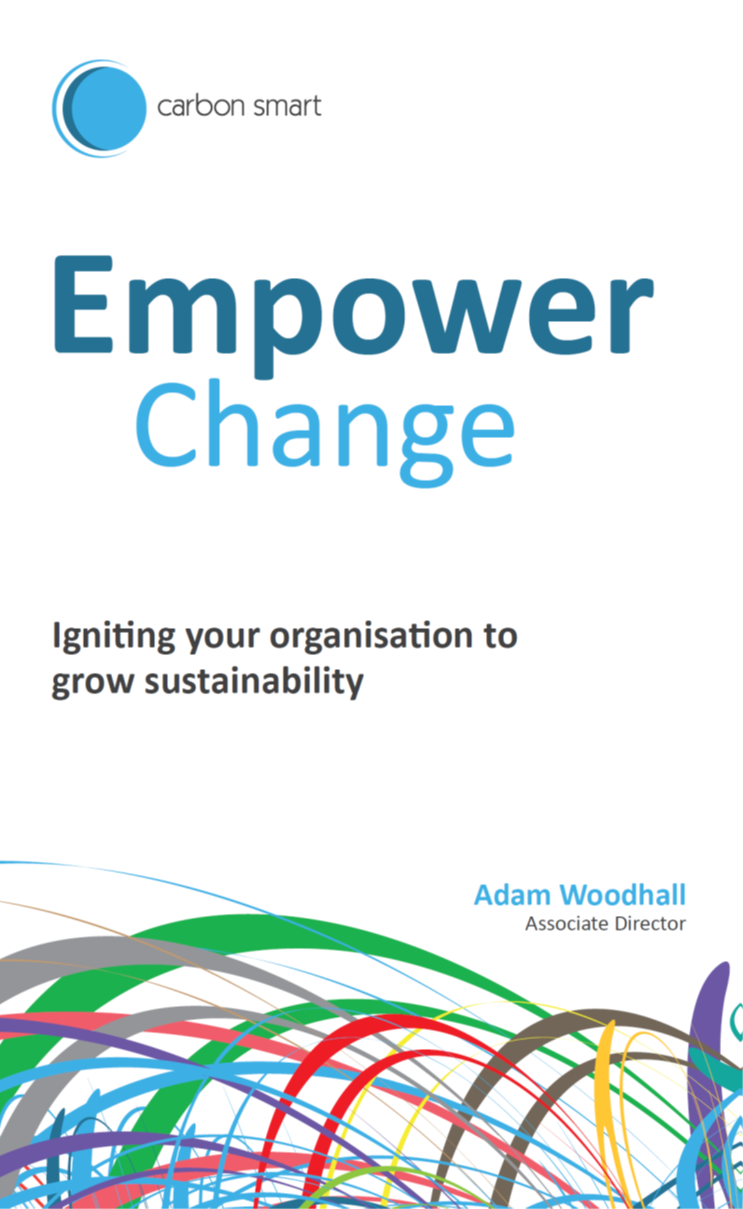 carbon smart
Empower
Change
Igniting your organisation to
grow sustainability
Adam Woodhall
Associate Director